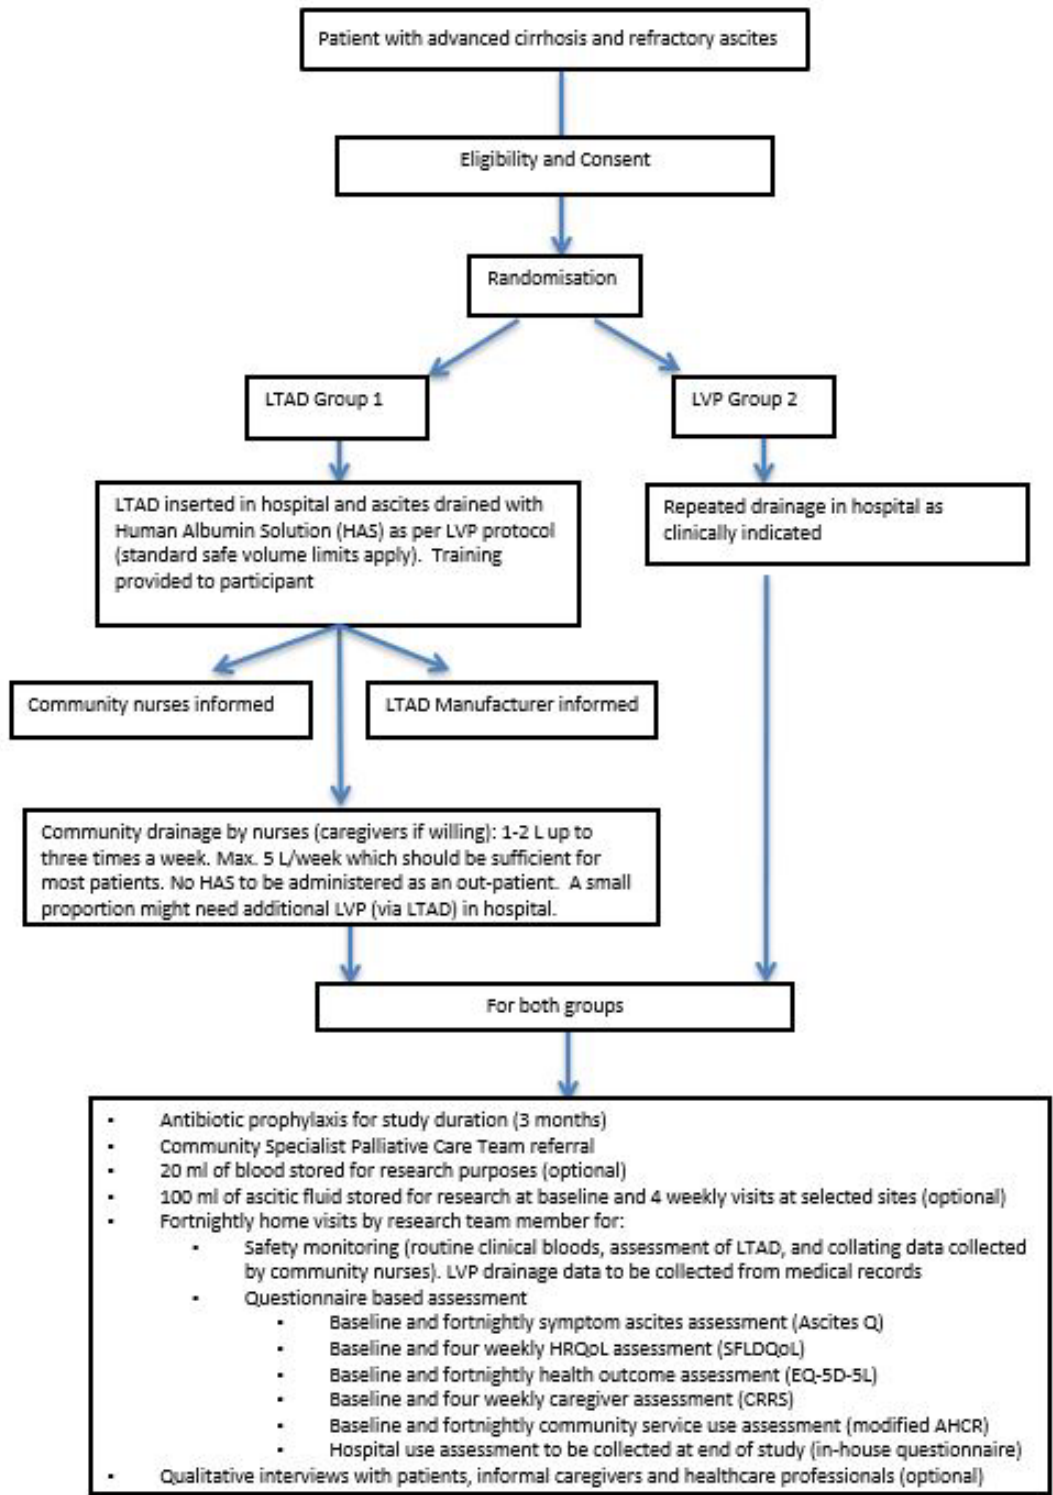 Patient with advanced cirrhosis and refractory ascites
Eligibility and Consent
Randomisation
LTAD Group 1
LVP Group 2
LTAD inserted in hospital and ascites drained with
Human Albumin Solution (HAS) as per LVP protocol
(standard safe volume limits apply). Training
provided to participant
Repeated drainage in hospital as
clinically indicated
Community nurses informed
LTAD Manufacturer informed
Community drainage by nurses (caregivers if willing): 1-2 L up to
three times a week. Max. 5 L/week which should be sufficient for
most patients. No HAS to be administered as an out-patient. A small
proportion might need additional LVP (via LTAD) in hospital.
For both groups
▪ Antibiotic prophylaxis for study duration (3 months)
▪ Community Specialist Palliative Care Team referral
▪ 20 ml of blood stored for research purposes (optional)
▪ 100 ml of ascitic fluid stored for research at baseline and 4 weekly visits at selected sites (optional)
▪ Fortnightly home visits by research team member for:
▪ Safety monitoring (routine clinical bloods, assessment of LTAD, and collating data collected
by community nurses). LVP drainage data to be collected from medical records
▪ Questionnaire based assessment
▪ Baseline and fortnightly symptom ascites assessment (Ascites Q)
▪ Baseline and four weekly HRQoL assessment (SFLDQoL)
▪ Baseline and fortnightly health outcome assessment (EQ-5D-5L)
▪ Baseline and four weekly caregiver assessment (CRRS)
▪ Baseline and fortnightly community service use assessment (modified AHCR)
▪ Hospital use assessment to be collected at end of study (in-house questionnaire)
▪ Qualitative interviews with patients, informal caregivers and healthcare professionals (optional)